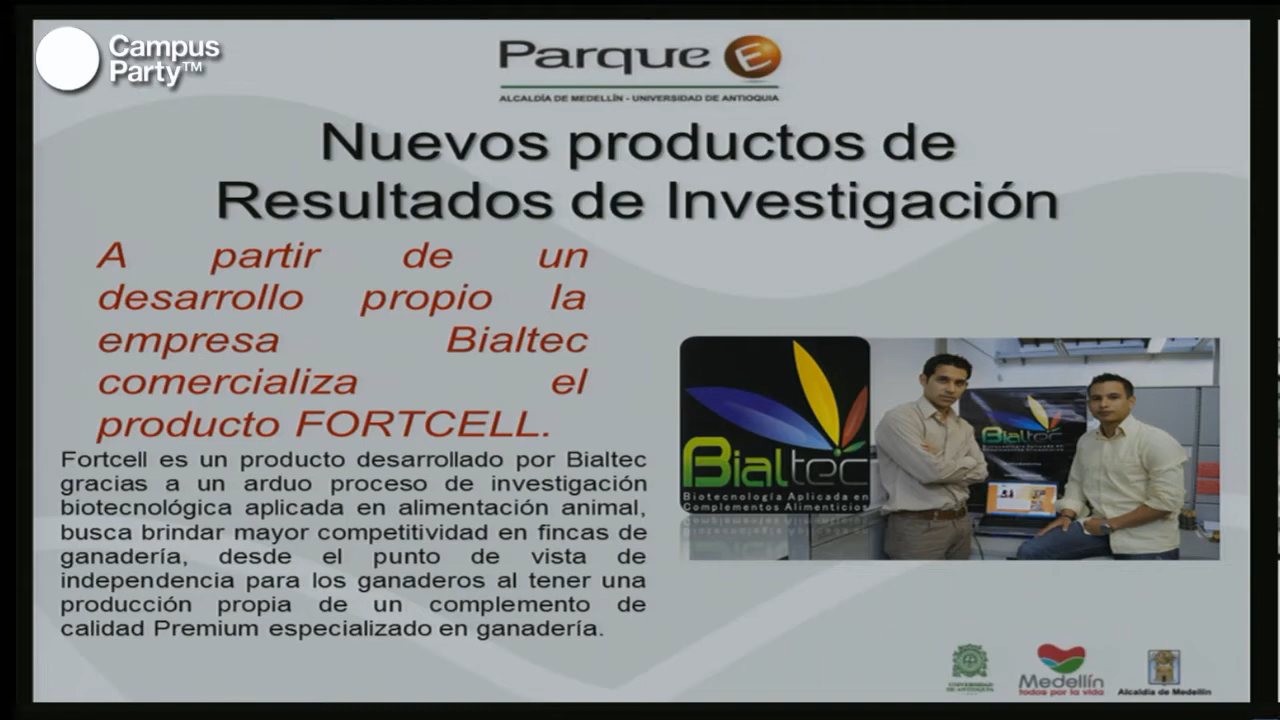 Campus
Party™
Parque E
ALCALDÍA DE MEDELLÍN - UNIVERSIDAD DE ANTIOQUIA
Nuevos productos de
Resultados de Investigación
A partir de un
desarrollo propio la
empresa Bialtec
comercializa el
producto FORTCELL.
Fortcell es un producto desarrollado por Bialtec
gracias a un arduo proceso de investigación
biotecnológica aplicada en alimentación animal,
busca brindar mayor competitividad en fincas de
ganadería, desde el punto de vista de
independencia para los ganaderos al tener una
producción propia de un complemento de
calidad Premium especializado en ganadería.
Bialtec
Biotecnología Aplicada en
Complementos Alimenticios
Bialtec
UNIVERSIDAD
DE ANTIOQUIA
Medellín
todos por la vida
Alcaldía de Medellín